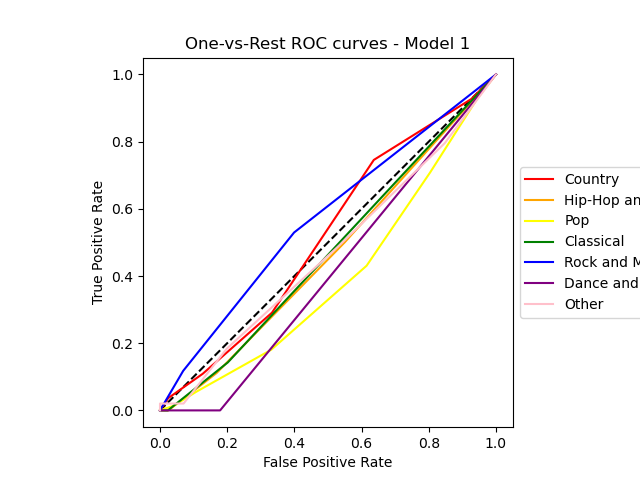 One-vs-Rest ROC curves - Model 1
1.0
0.8
0.6
0.4
0.2
0.0
True Positive Rate
0.0 0.2 0.4 0.6 0.8 1.0
False Positive Rate
Country
Hip-Hop an
Pop
Classical
Rock and M
Dance and
Other